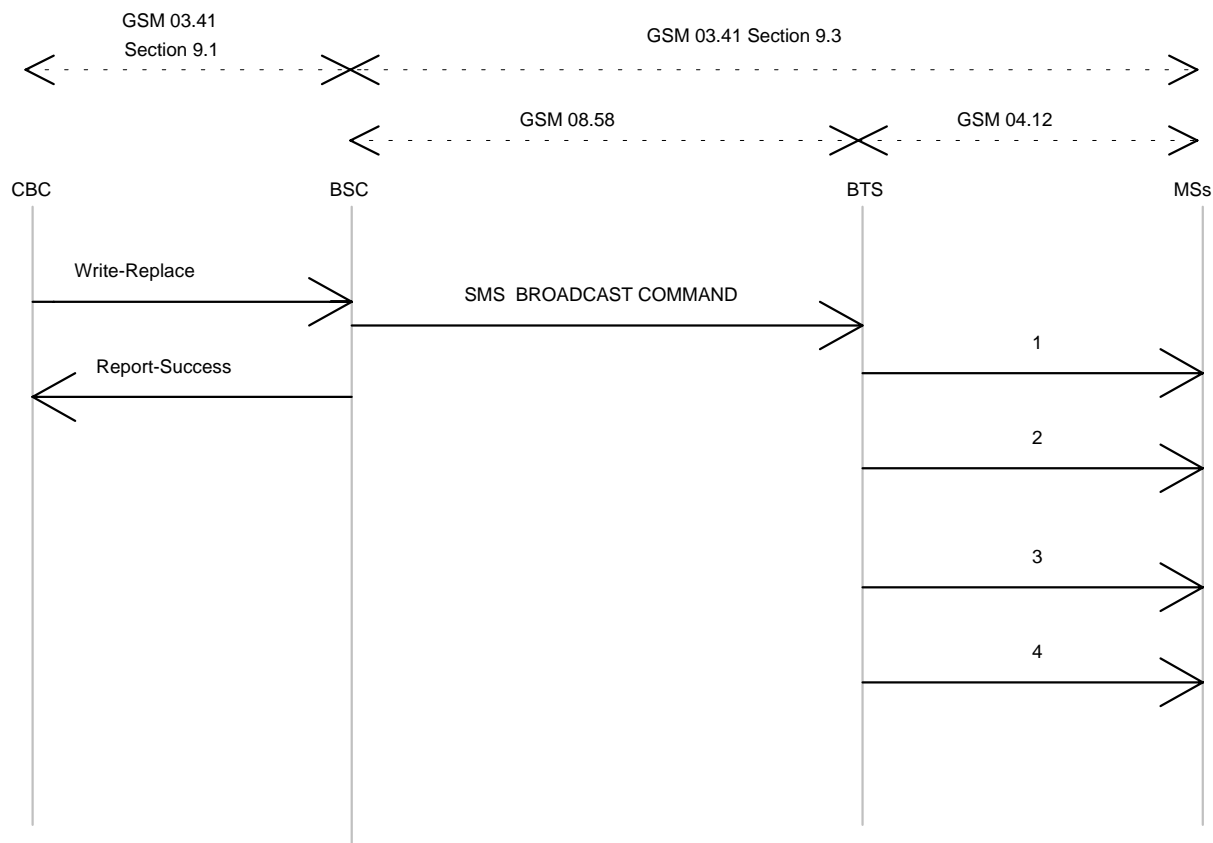 GSM 03.41
Section 9.1
GSM 03.41 Section 9.3
GSM 08.58
GSM 04.12
CBC
BSC
BTS
MSs
Write-Replace
SMS BROADCAST COMMAND
1
Report-Success
2
3
4